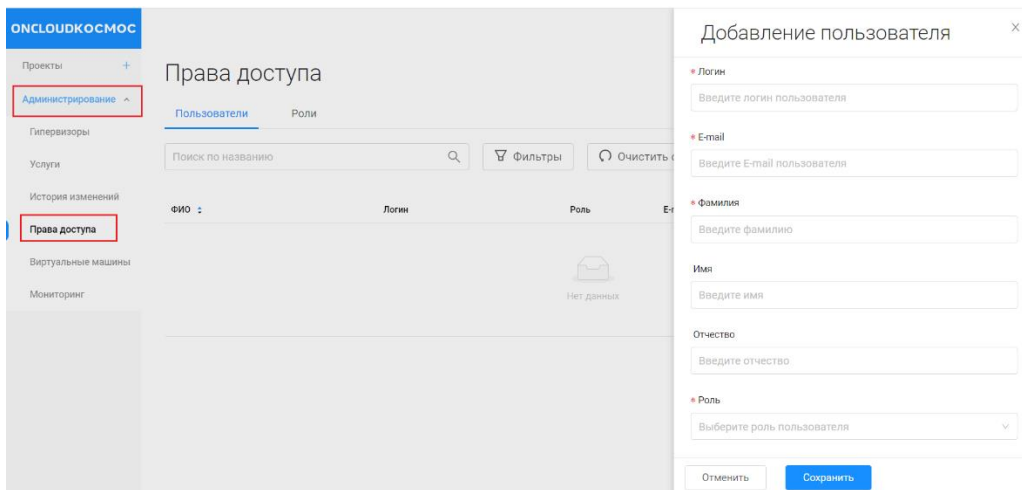 ONCLOUDКОСМОС
Проекты +
Администрирование
Гипервизоры
Услуги
История изменений
Права доступа
Виртуальные машины
Мониторинг
Права доступа
Пользователи Роли
Поиск по названию Фильтры Очистить
ФИО Логин Роль
Нет данных
Добавление пользователя
* Логин
Введите логин пользователя
* E-mail
Введите E-mail пользователя
* Фамилия
Введите фамилию
Имя
Введите имя
Отчество
Введите отчество
* Роль
Выберите роль пользователя
Отменить Сохранить